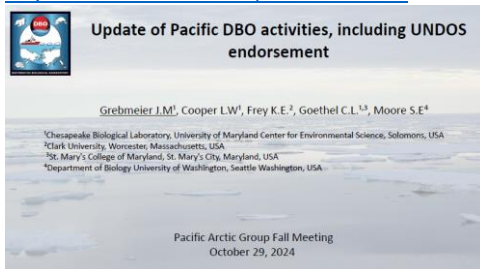 DBO
Update of Pacific DBO activities, including UNDOS
endorsement
Grebmeier J.M¹, Cooper L.W¹, Frey K.E.², Goethel C.L.¹,³, Moore S.E⁴
¹Chesapeake Biological Laboratory, University of Maryland Center for Environmental Science, Solomons, USA
²Clark University, Worcester, Massachusetts, USA
³St. Mary's College of Maryland, St. Mary's City, Maryland, USA
⁴Department of Biology University of Washington, Seattle Washington, USA
Pacific Arctic Group Fall Meeting
October 29, 2024